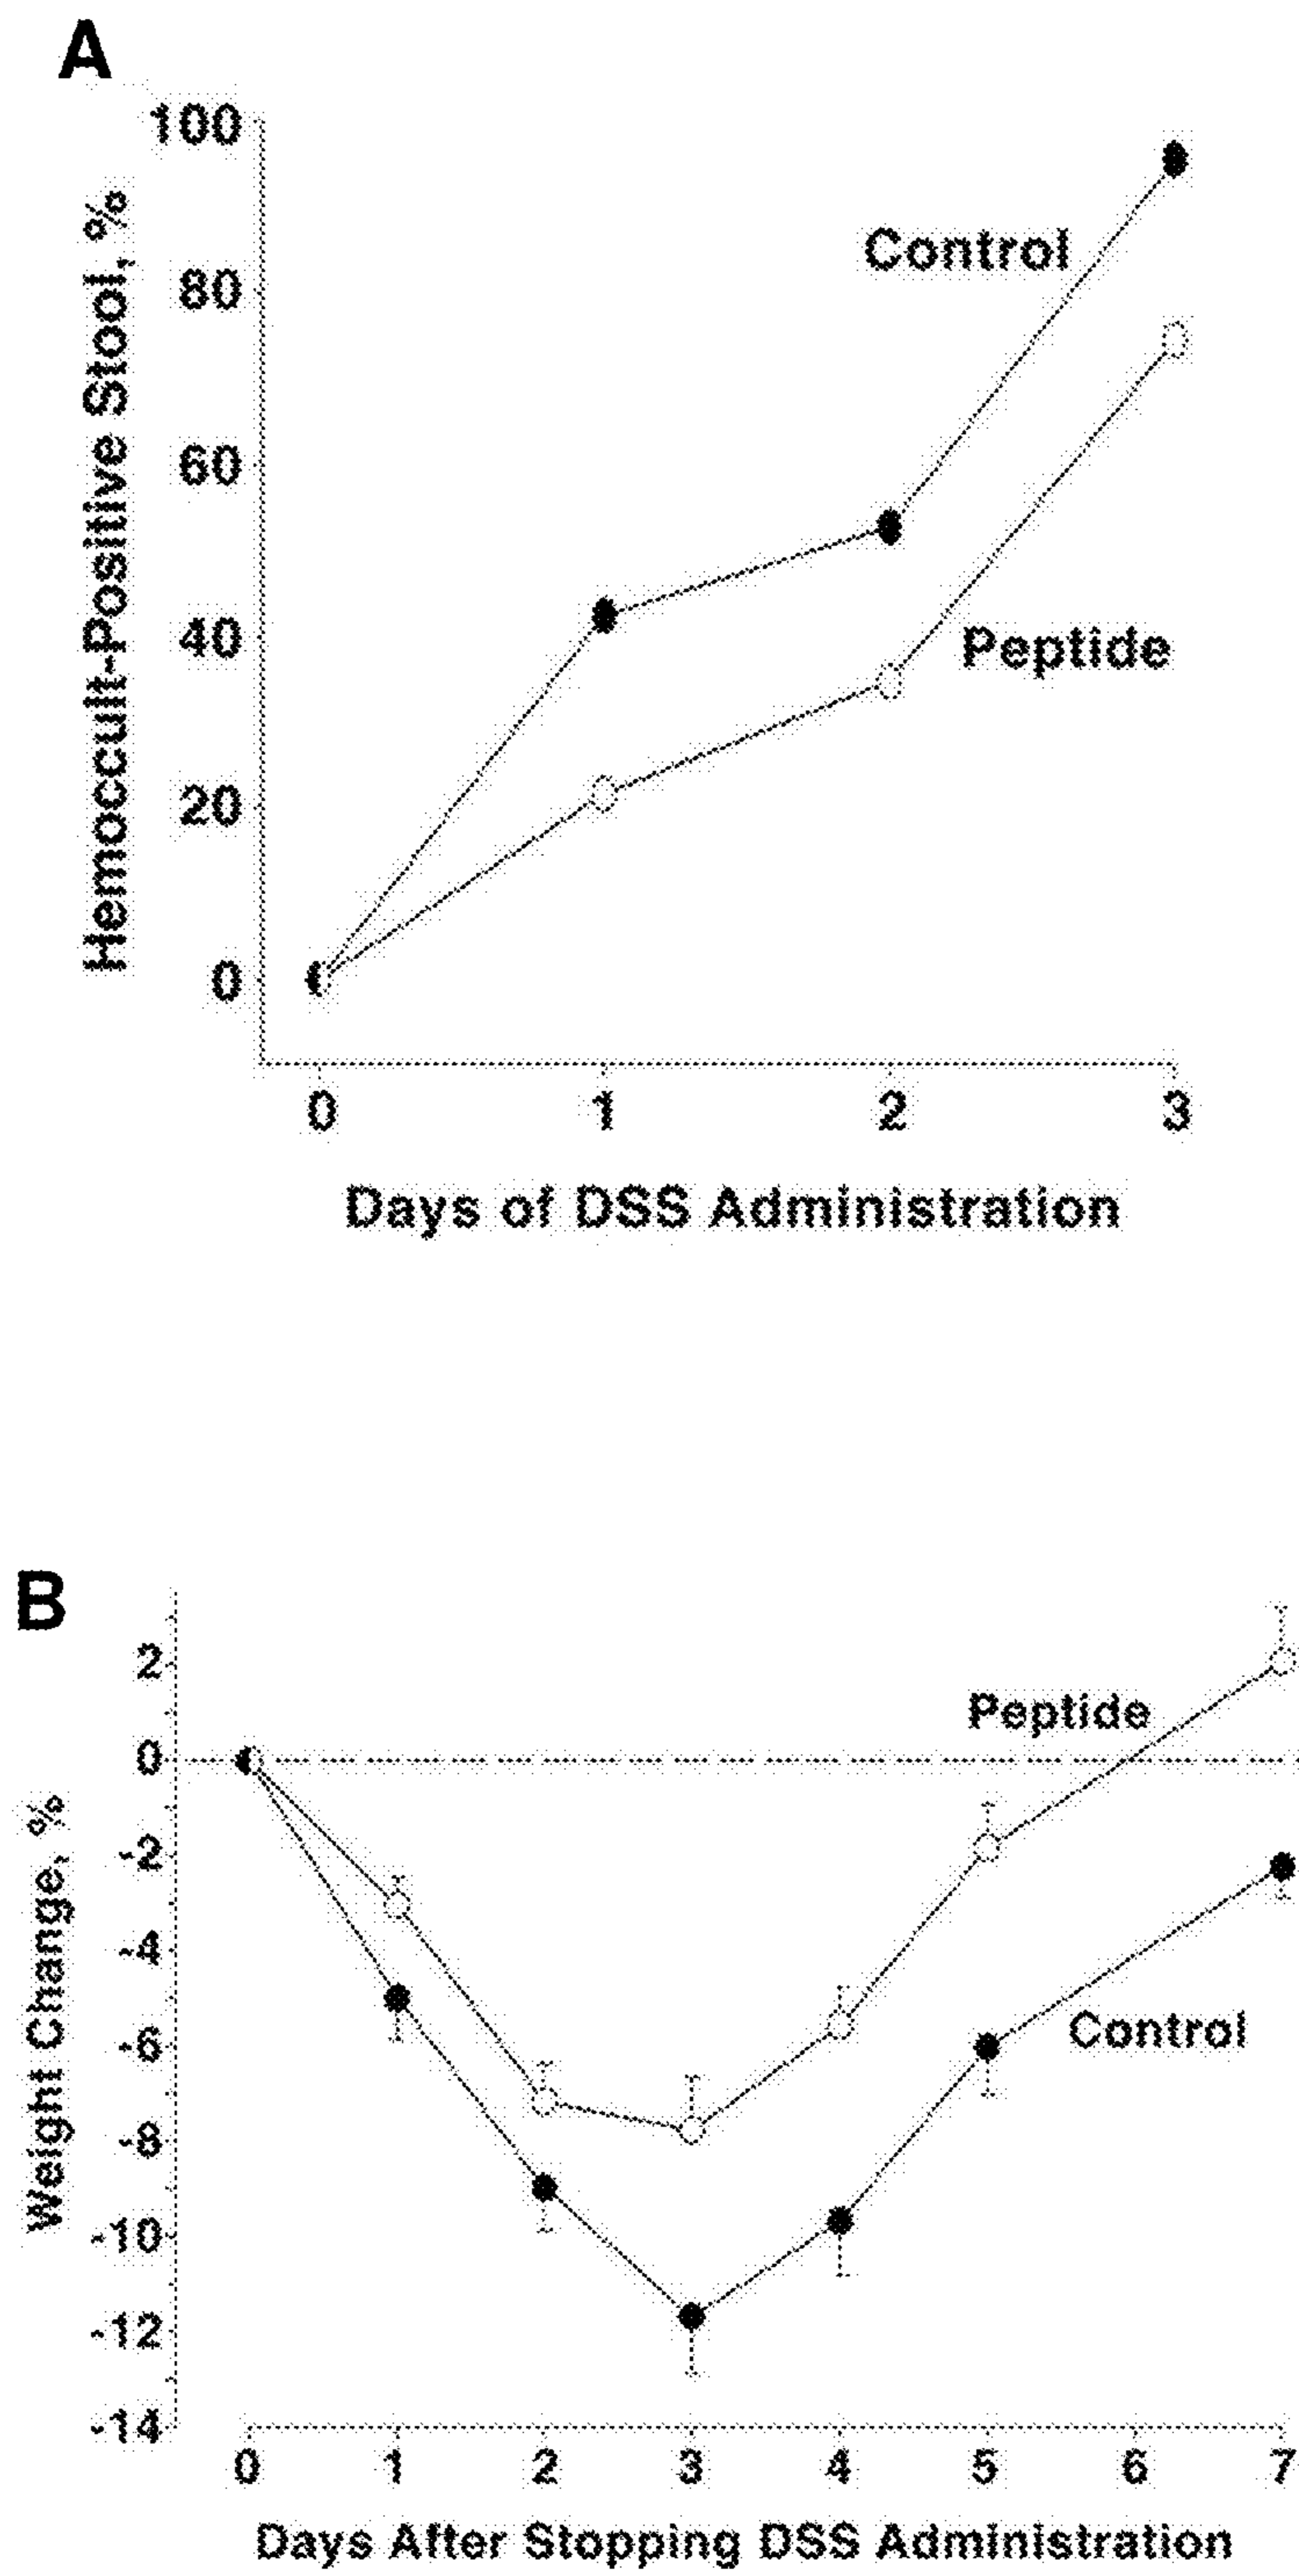 A
100
80
60
40
20
0
Hemoccult-Positive Stool, %
Control
Peptide
0 1 2 3
Days of DSS Administration
B
2
0
-2
-4
-6
-8
-10
-12
-14
Weight Change, %
Peptide
Control
0 1 2 3 4 5 6 7
Days After Stopping DSS Administration